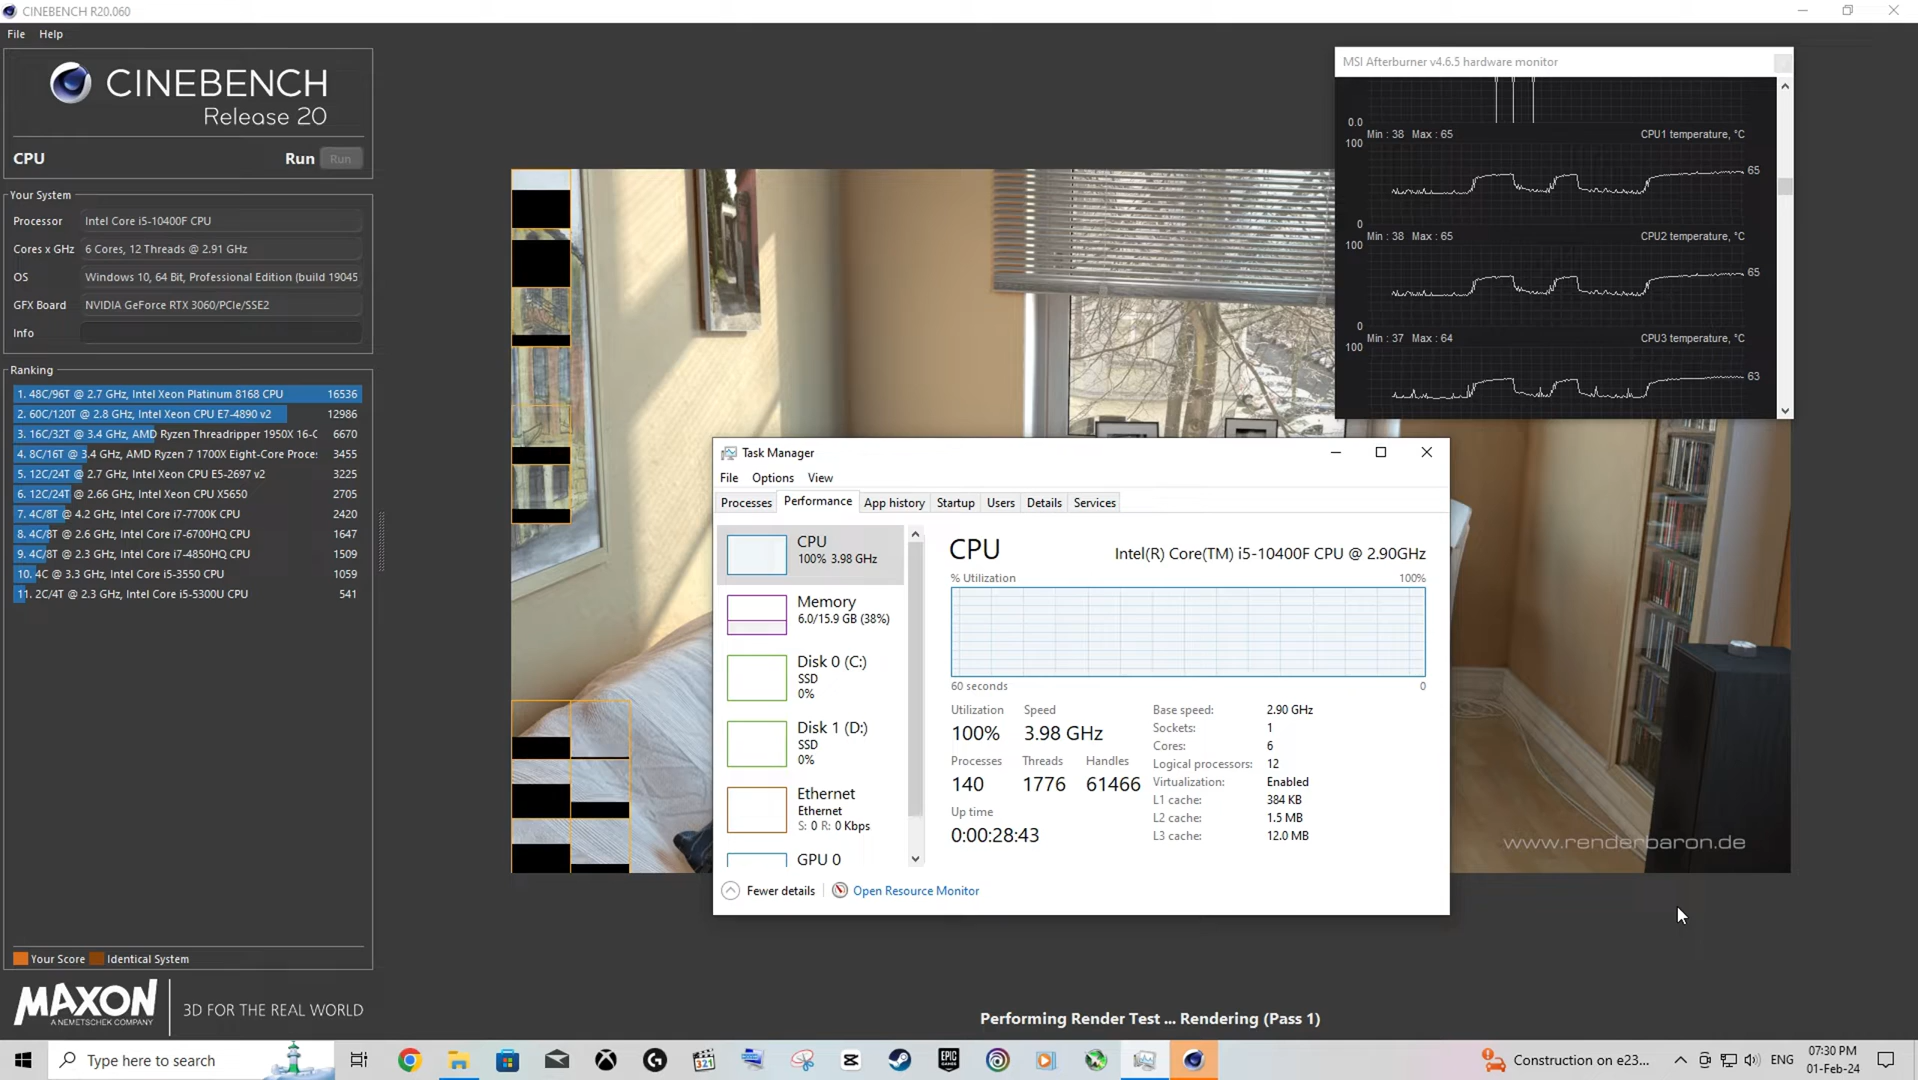 CINEBENCH R20.060
File Help
CINEBENCH
Release 20
CPU Run Run
Your System
Processor Intel Core i5-10400F CPU
Cores x GHz 6 Cores, 12 Threads @ 2.91 GHz
OS Windows 10, 64 Bit, Professional Edition (build 19045
GFX Board NVIDIA GeForce RTX 3060/PCIe/SSE2
Info
Ranking
1. 48C/96T @ 2.7 GHz, Intel Xeon Platinum 8168 CPU 16536
2. 60C/120T @ 2.8 GHz, Intel Xeon CPU E7-4890 v2 12986
3. 16C/32T @ 3.4 GHz, AMD Ryzen Threadripper 1950X 16-C 6670
4. 8C/16T @ 3.4 GHz, AMD Ryzen 7 1700X Eight-Core Proce: 3455
5. 12C/24T @ 2.7 GHz, Intel Xeon CPU E5-2697 v2 3225
6. 12C/24T @ 2.66 GHz, Intel Xeon CPU X5650 2705
7. 4C/8T @ 4.2 GHz, Intel Core i7-7700K CPU 2420
8. 4C/8T @ 2.6 GHz, Intel Core i7-6700HQ CPU 1647
9. 4C/8T @ 2.3 GHz, Intel Core i7-4850HQ CPU 1509
10. 4C @ 3.3 GHz, Intel Core i5-3550 CPU 1059
11. 2C/4T @ 2.3 GHz, Intel Core i5-5300U CPU 541
Your Score Identical System
MAXON
A NEMETSCHEK COMPANY
3D FOR THE REAL WORLD
MSI Afterburner v4.6.5 hardware monitor
0.0
Min : 38 Max : 65 CPU1 temperature, °C
100
65
0
Min : 38 Max : 65 CPU2 temperature, °C
100
65
0
Min : 37 Max : 64 CPU3 temperature, °C
100
63
Task Manager
File Options View
Processes Performance App history Startup Users Details Services
CPU
100% 3.98 GHz
Memory
6.0/15.9 GB (38%)
Disk 0 (C:)
SSD
0%
Disk 1 (D:)
SSD
0%
Ethernet
Ethernet
S: 0 R: 0 Kbps
GPU 0
CPU Intel(R) Core(TM) i5-10400F CPU @ 2.90GHz
% Utilization 100%
60 seconds 0
Utilization Speed
100% 3.98 GHz
Processes Threads Handles
140 1776 61466
Up time
0:00:28:43
Base speed: 2.90 GHz
Sockets: 1
Cores: 6
Logical processors: 12
Virtualization: Enabled
L1 cache: 384 KB
L2 cache: 1.5 MB
L3 cache: 12.0 MB
Fewer details Open Resource Monitor
www.renderbaron.de
Performing Render Test ... Rendering (Pass 1)
Type here to search
321
EPIC
GAMES
Construction on e23... ENG
07:30 PM
01-Feb-24